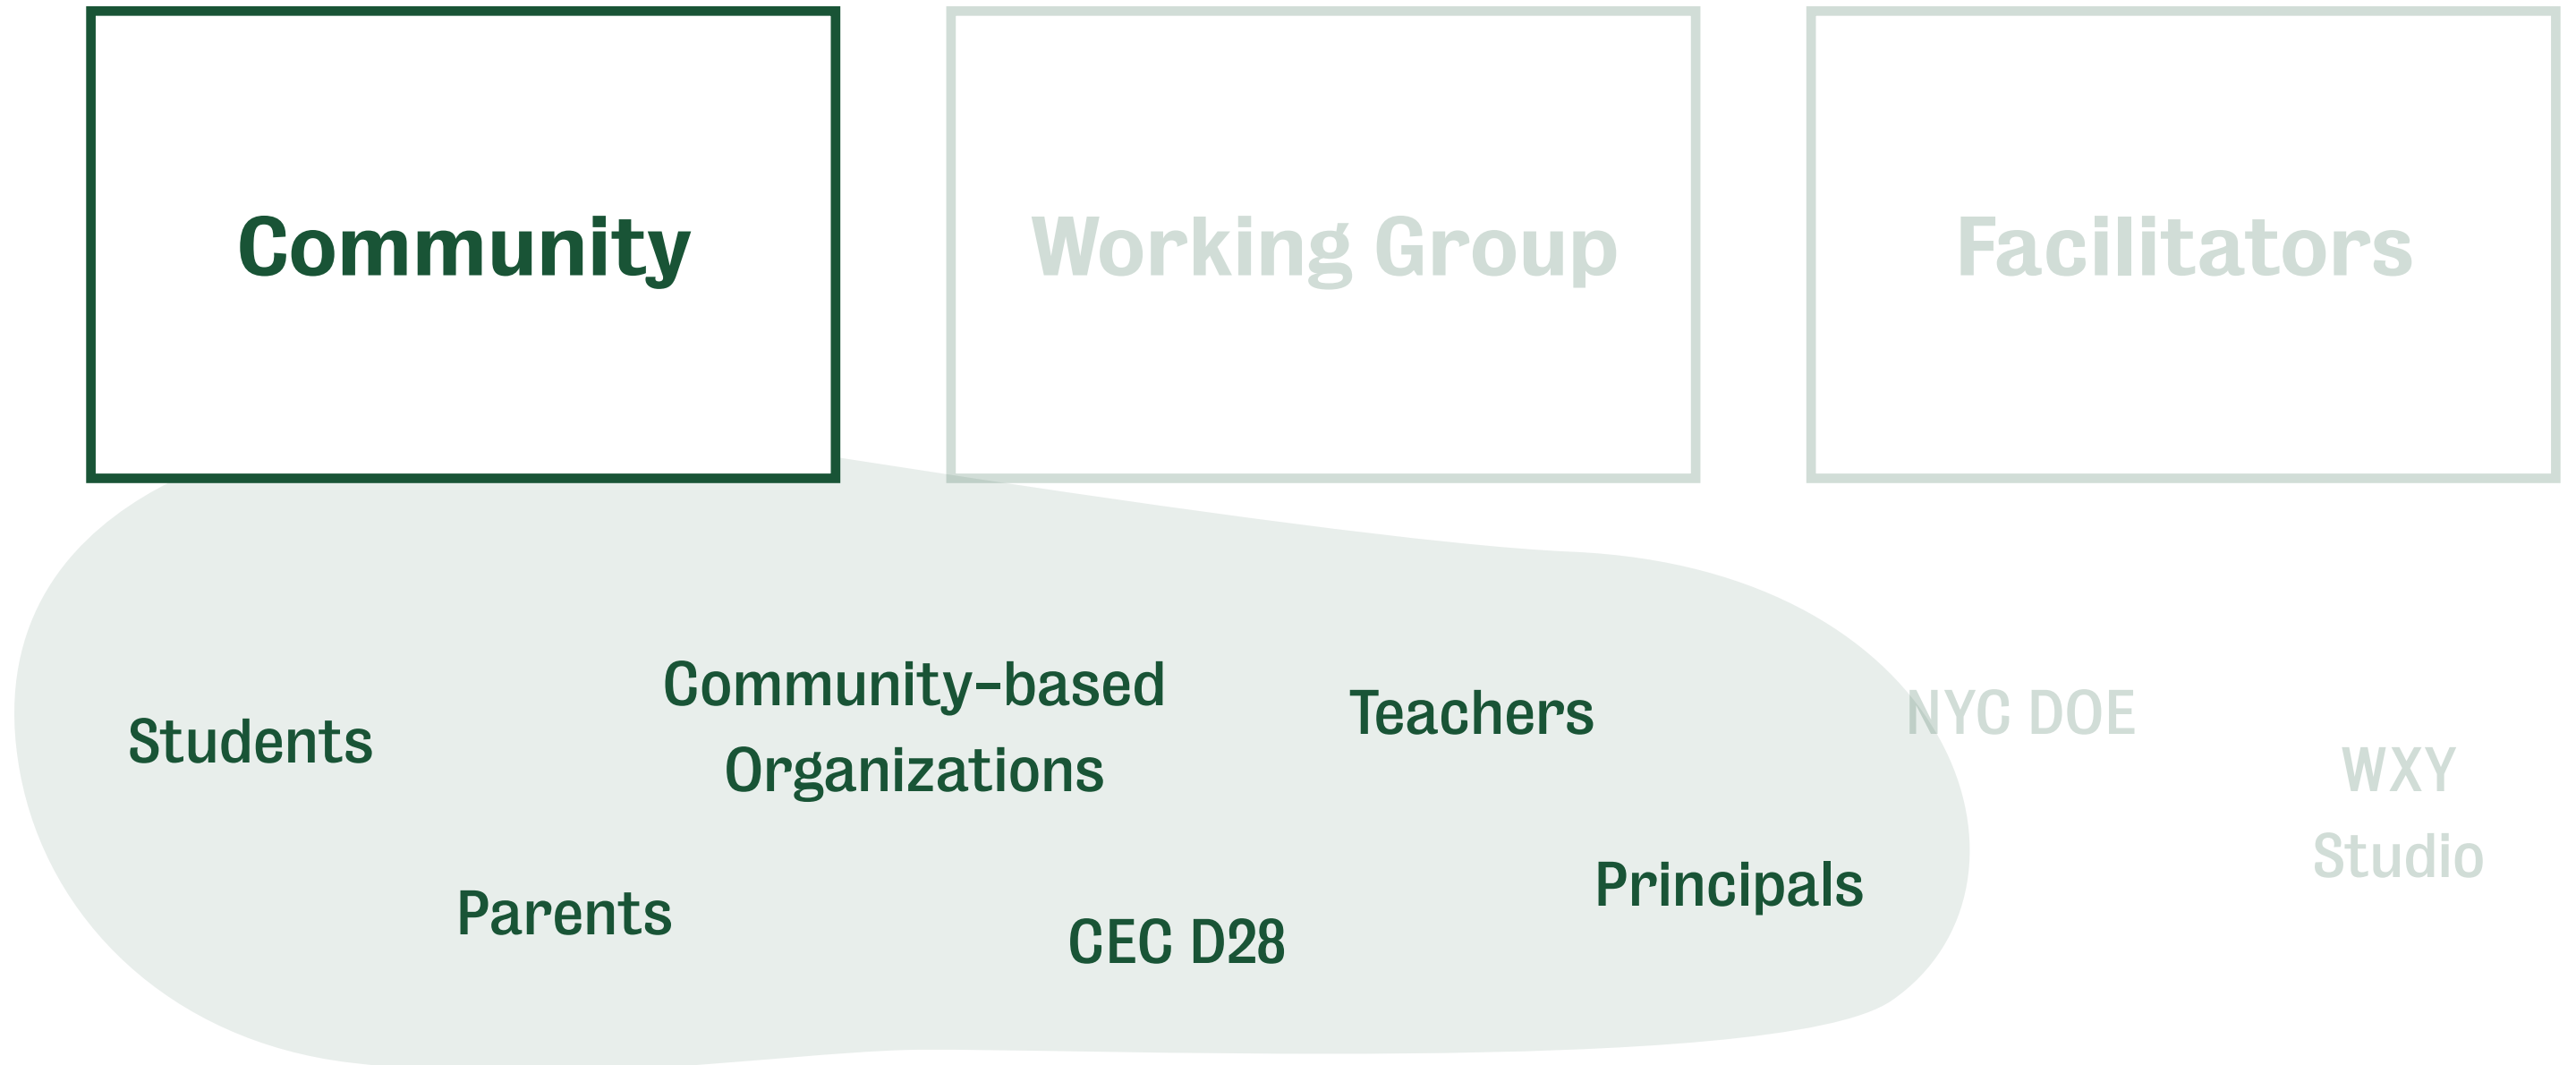 Community
Working Group
Facilitators
Students
Community-based
Organizations
Teachers
NYC DOE
WXY
Studio
Parents
CEC D28
Principals